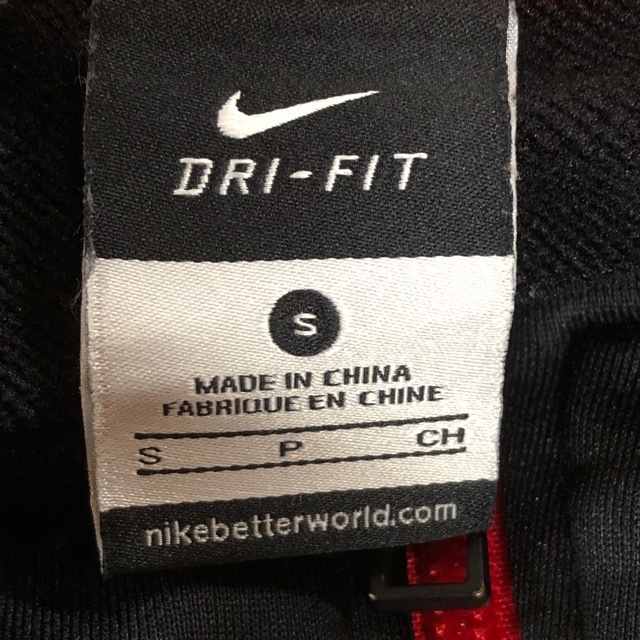 DRI-FIT
S
MADE IN CHINA
FABRIQUE EN CHINE
S P CH
nikebetterworld.com